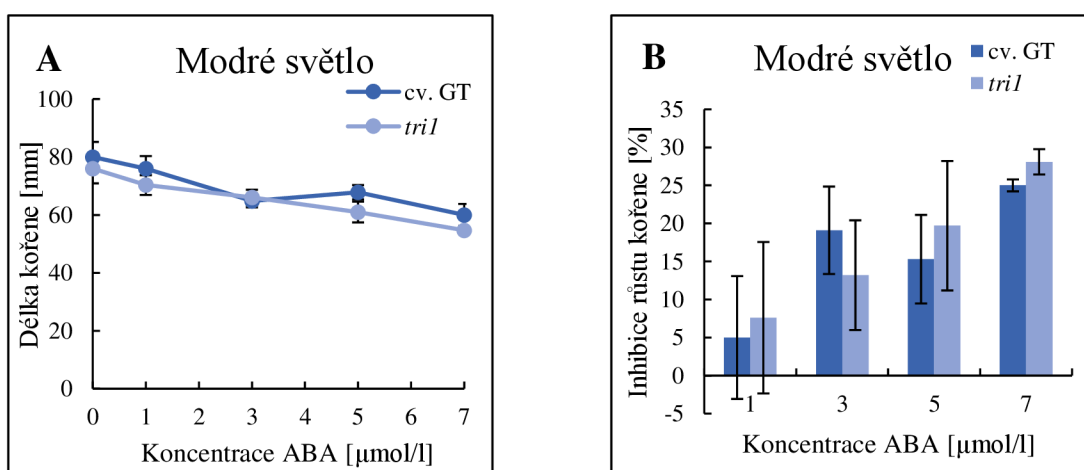 A
Modré světlo
cv. GT
tri1
100
80
60
40
20
0
Délka kořene [mm]
0 1 2 3 4 5 6 7
Koncentrace ABA [µmol/l]
B
Modré světlo
cv. GT
tri1
35
30
25
20
15
10
5
0
-5
Inhibice růstu kořene [%]
1 3 5 7
Koncentrace ABA [µmol/l]